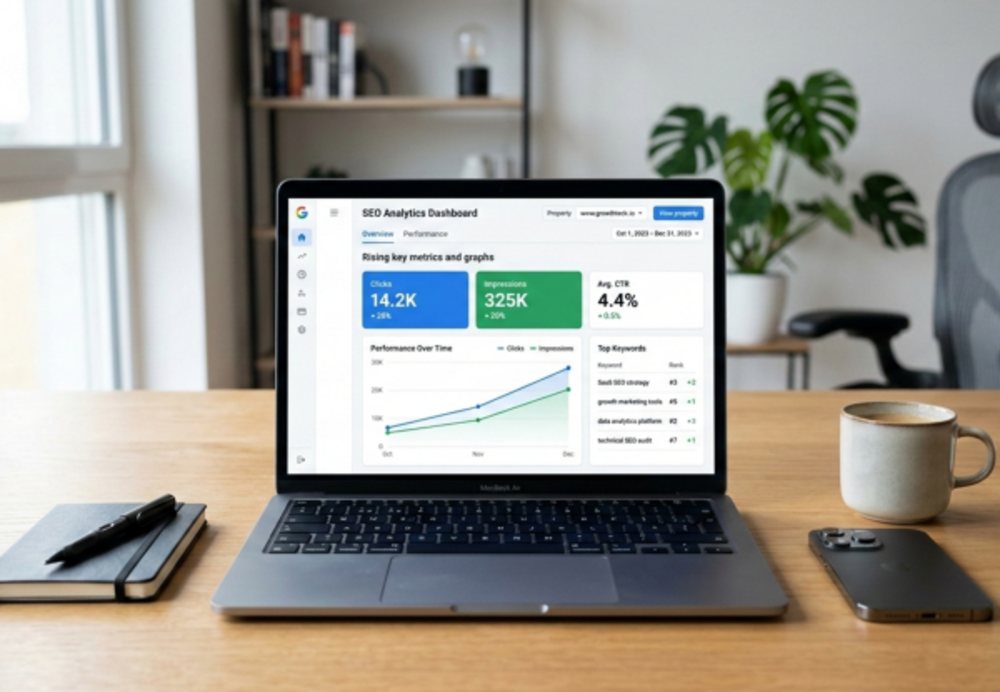 SEO Analytics Dashboard
Property www.growthteck.io View property
Overview Performance
Oct 1, 2023 – Dec 31, 2023
Rising key metrics and graphs
Clicks
14.2K
28%
Impressions
325K
20%
Avg. CTR
4.4%
0.5%
Performance Over Time
Clicks Impressions
30K
20K
10K
0
Oct Nov Dec
Top Keywords
Keyword Rank
SaaS SEO strategy #3 +2
growth marketing tools #5 +1
data analytics platform #2 +3
technical SEO audit #7 +1
MacBook Air